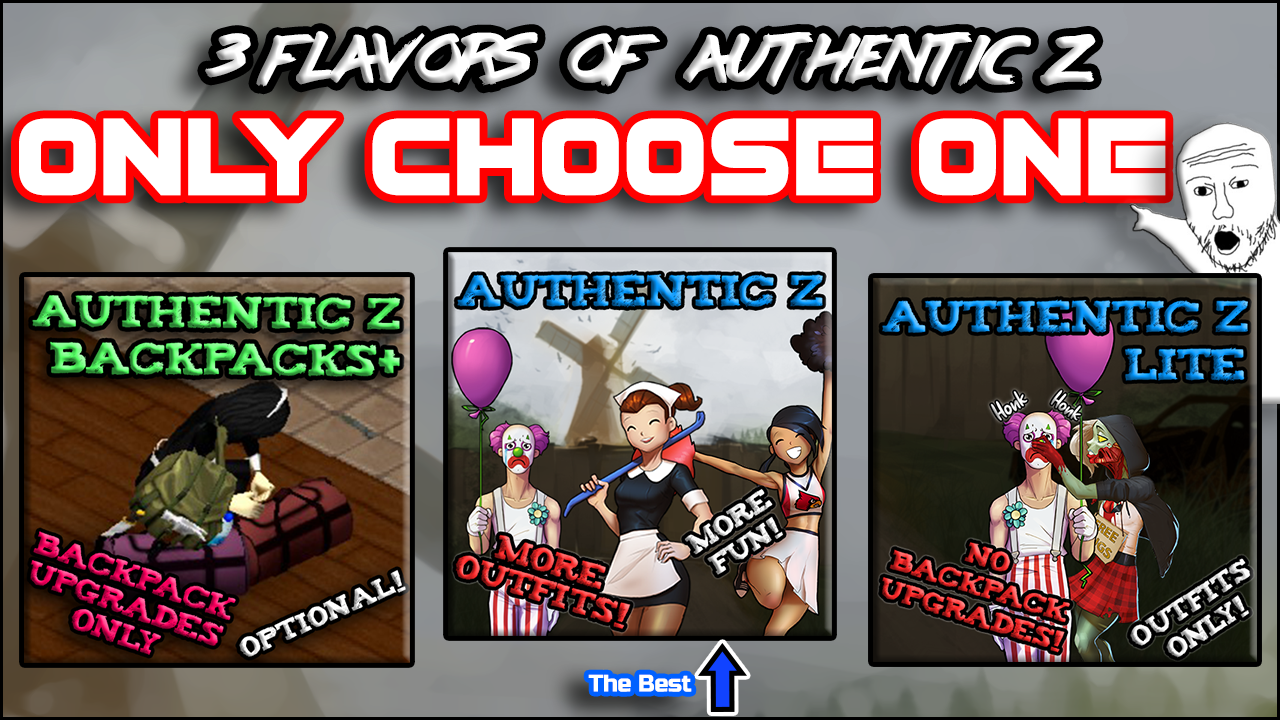 3 FLAVORS OF AUTHENTIC Z
ONLY CHOOSE ONE
AUTHENTIC Z
BACKPACKS+
BACKPACK
UPGRADES
ONLY
OPTIONAL!
AUTHENTIC Z
MORE
OUTFITS!
MORE
FUN!
AUTHENTIC Z
LITE
Honk
Honk
NO
BACKPACK
UPGRADES!
OUTFITS
ONLY!
The Best